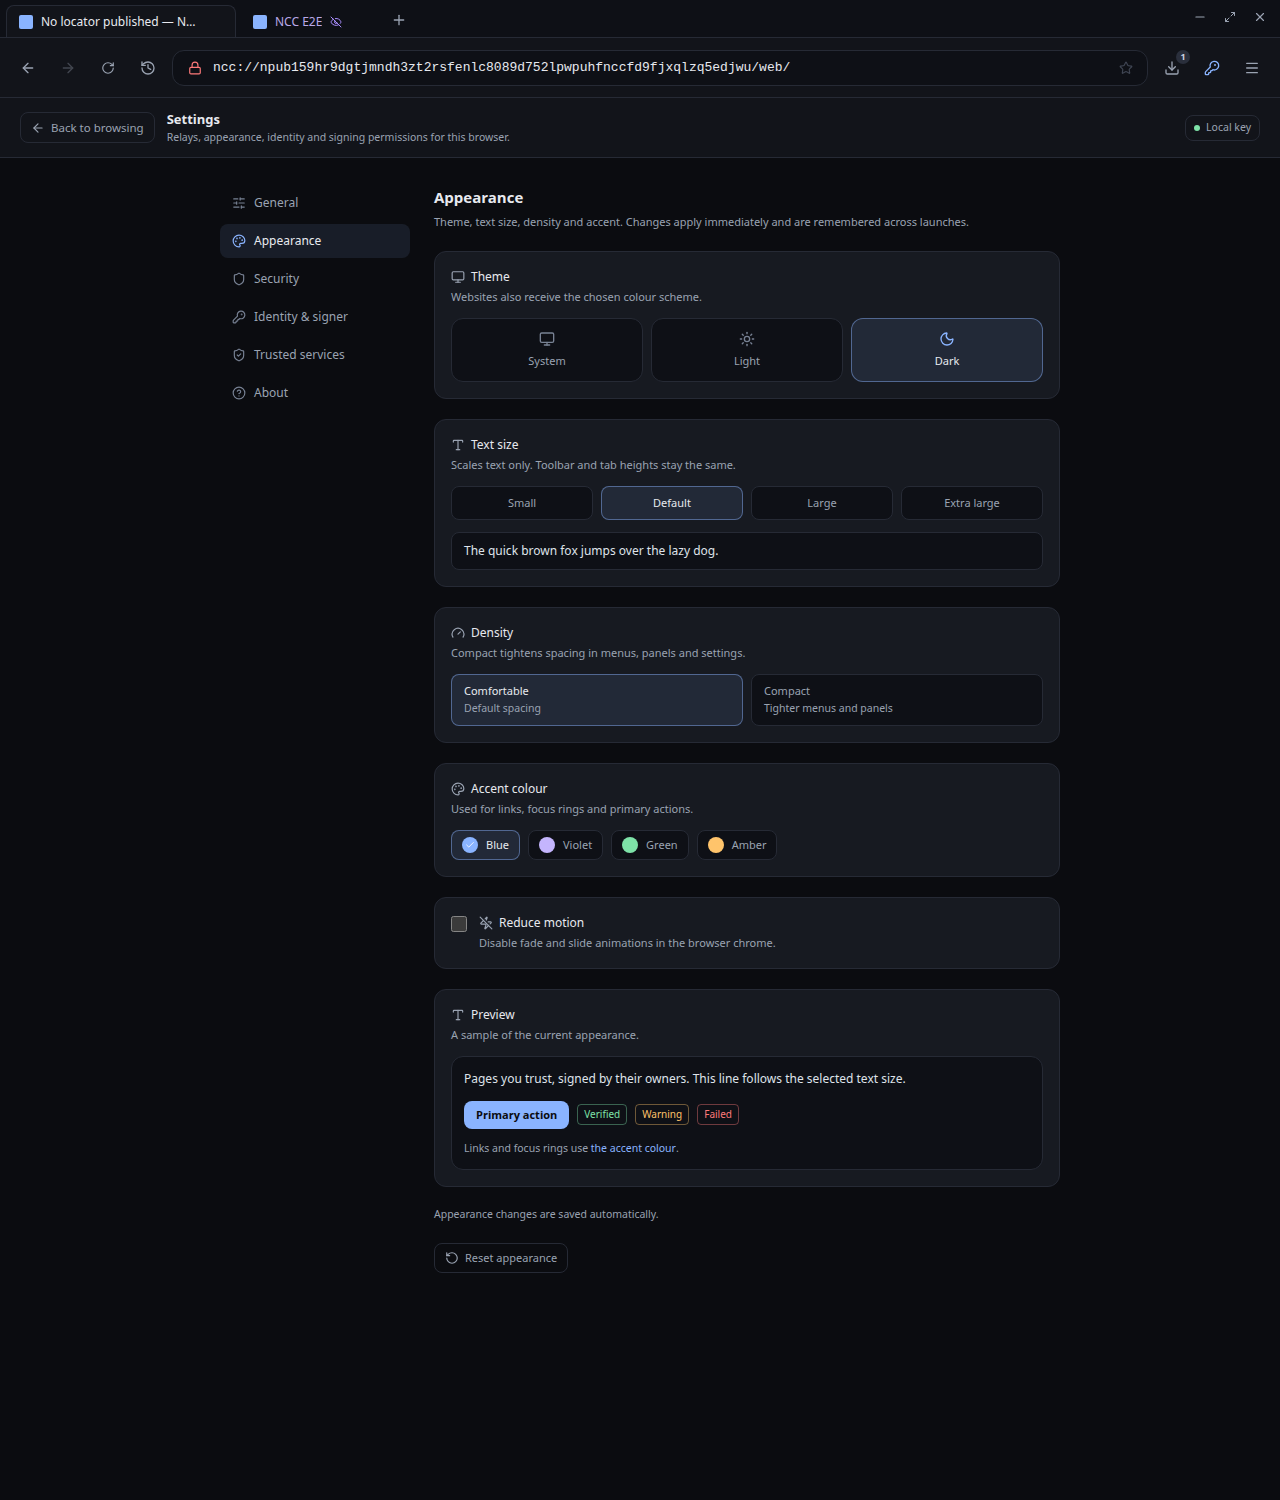 No locator published — N...
NCC E2E
ncc://npub159hr9dgtjmndh3zt2rsfenlc8089d752lpwpuhfnccfd9fjxqlzq5edjwu/web/
1
Back to browsing
Settings
Relays, appearance, identity and signing permissions for this browser.
Local key
General
Appearance
Security
Identity & signer
Trusted services
About
Appearance
Theme, text size, density and accent. Changes apply immediately and are remembered across launches.
Theme
Websites also receive the chosen colour scheme.
System
Light
Dark
Text size
Scales text only. Toolbar and tab heights stay the same.
Small
Default
Large
Extra large
The quick brown fox jumps over the lazy dog.
Density
Compact tightens spacing in menus, panels and settings.
Comfortable
Default spacing
Compact
Tighter menus and panels
Accent colour
Used for links, focus rings and primary actions.
Blue
Violet
Green
Amber
Reduce motion
Disable fade and slide animations in the browser chrome.
Preview
A sample of the current appearance.
Pages you trust, signed by their owners. This line follows the selected text size.
Primary action
Verified
Warning
Failed
Links and focus rings use the accent colour.
Appearance changes are saved automatically.
Reset appearance